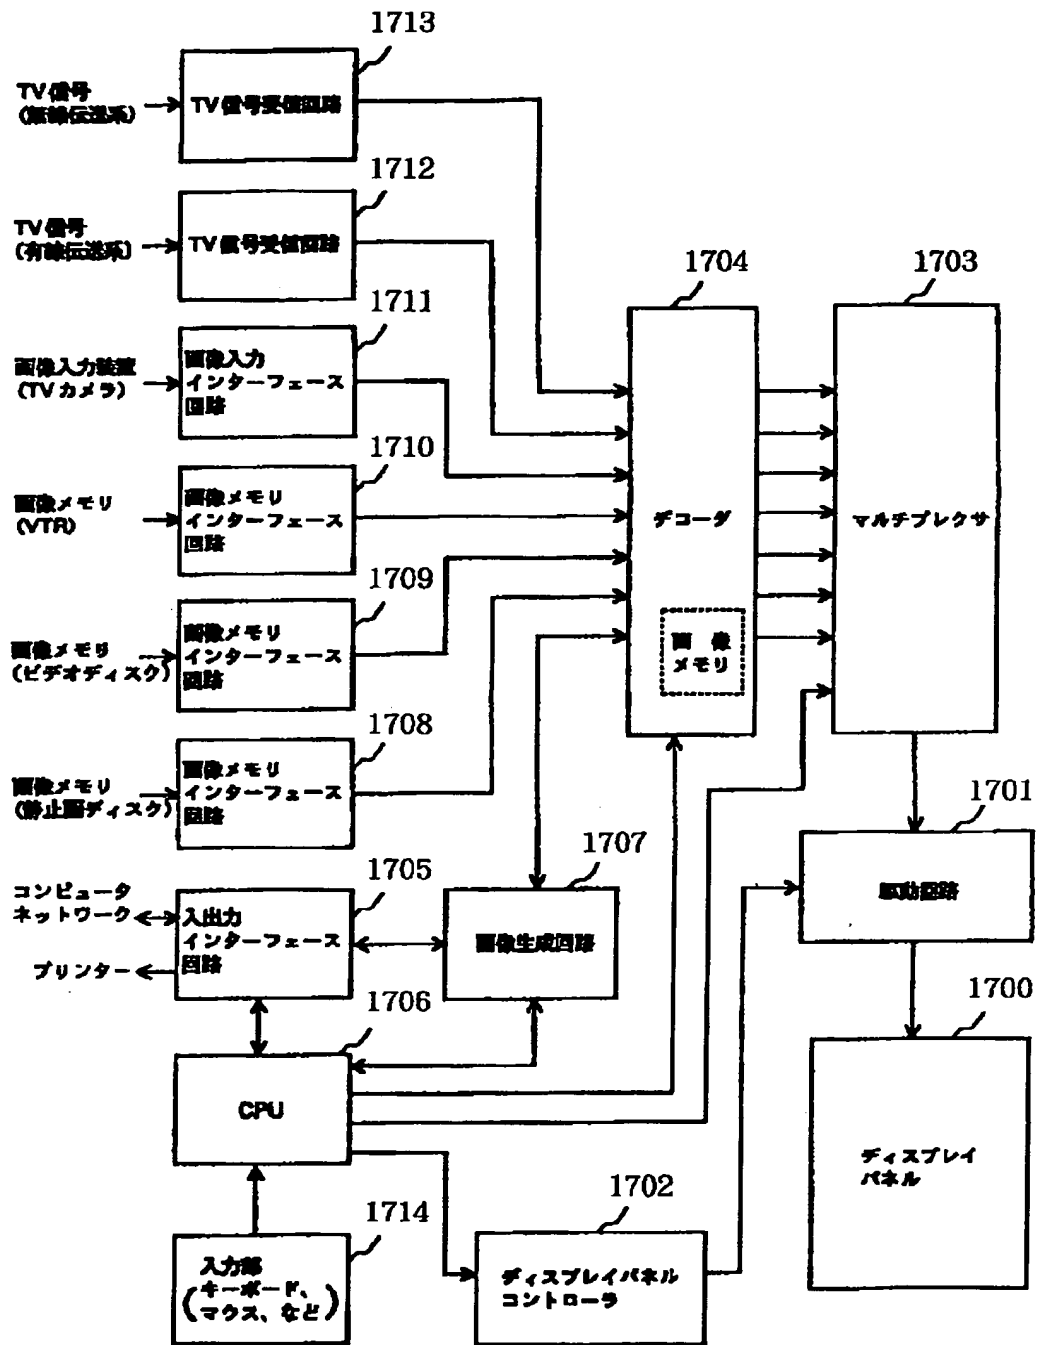 1713
TV信号
(無線伝送系)
TV信号受信回路
1712
TV信号
(有線伝送系)
TV信号受信回路
1711
画像入力装置
(TVカメラ)
画像入力
インターフェース
回路
1710
画像メモリ
(VTR)
画像メモリ
インターフェース
回路
1709
画像メモリ
(ビデオディスク)
画像メモリ
インターフェース
回路
1708
画像メモリ
(静止画ディスク)
画像メモリ
インターフェース
回路
1704
デコーダ
画像
メモリ
1703
マルチプレクサ
1705
コンピュータ
ネットワーク
プリンター
入出力
インターフェース
回路
1707
画像生成回路
1701
駆動回路
1706
CPU
1700
ディスプレイ
パネル
1714
入力部
(キーボード、
マウス、など)
1702
ディスプレイパネル
コントローラ